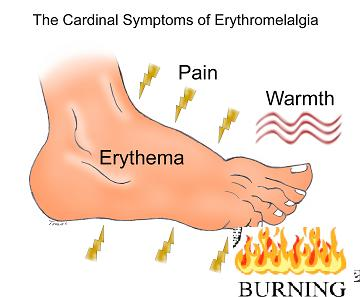 The Cardinal Symptoms of Erythromelalgia
Pain
Warmth
Erythema
BURNING